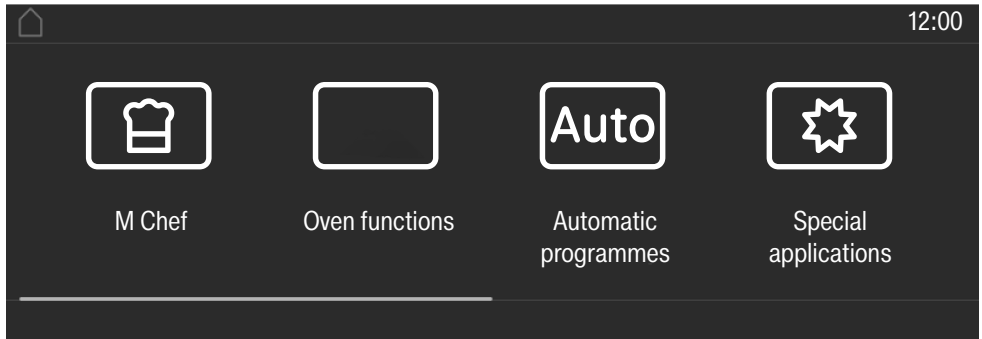 12:00
Auto
M Chef
Oven functions
Automatic
programmes
Special
applications